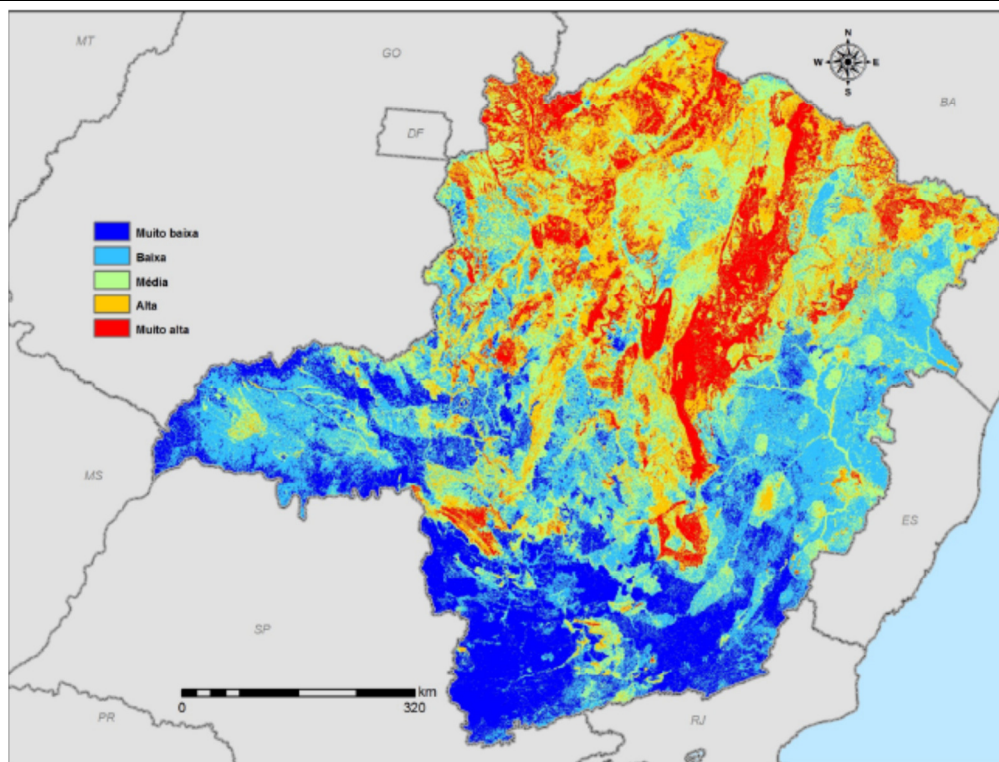 MT
GO
N
W E
S
BA
DF
Muito baixa
Baixa
Média
Alta
Muito alta
MS
ES
SP
km
0 320
PR
RJ